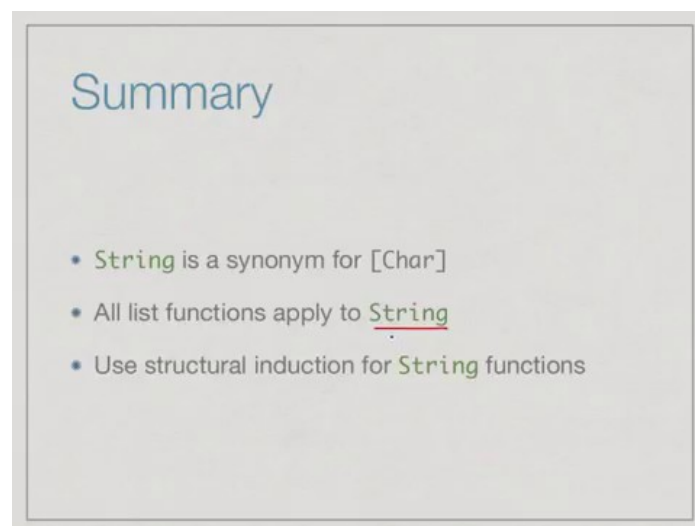 Summary
• String is a synonym for [Char]
• All list functions apply to String
• Use structural induction for String functions